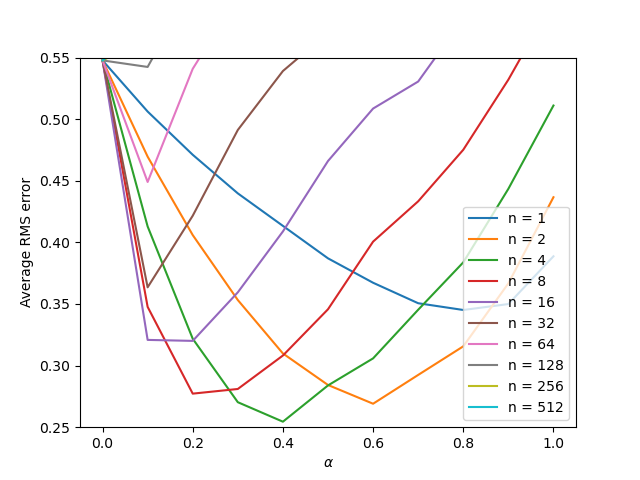 0.55
0.50
0.45
0.40
0.35
0.30
0.25
Average RMS error
0.0 0.2 0.4 0.6 0.8 1.0
α
n = 1
n = 2
n = 4
n = 8
n = 16
n = 32
n = 64
n = 128
n = 256
n = 512